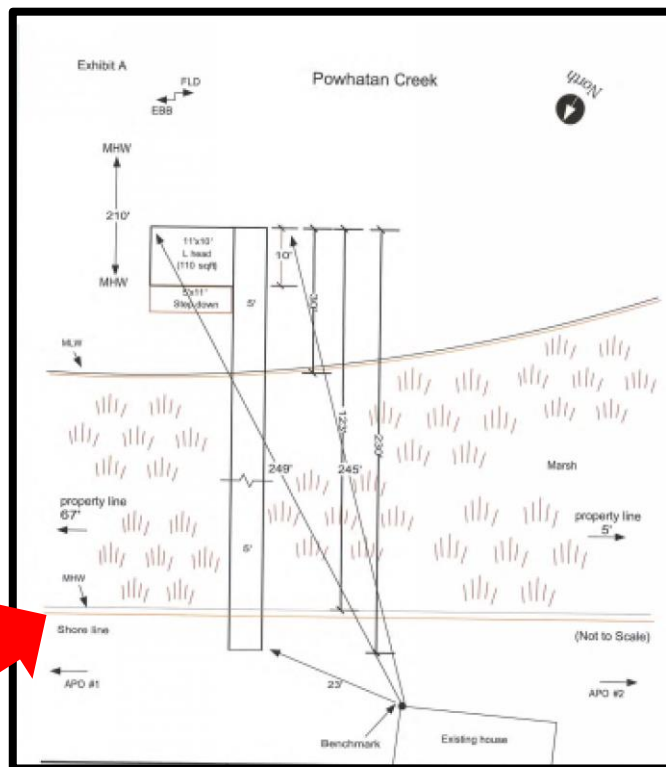 Exhibit A
Powhatan Creek
North
FLD
EBB
MHW
210'
MHW
11'x10'
L head
(110 sqft)
5'x11'
Step down
10'
5'
30'
MLW
123'
230'
249'
245'
Marsh
property line
67'
property line
5'
5'
MHW
Shore line
(Not to Scale)
APO #1
23'
APO #2
Benchmark
Existing house